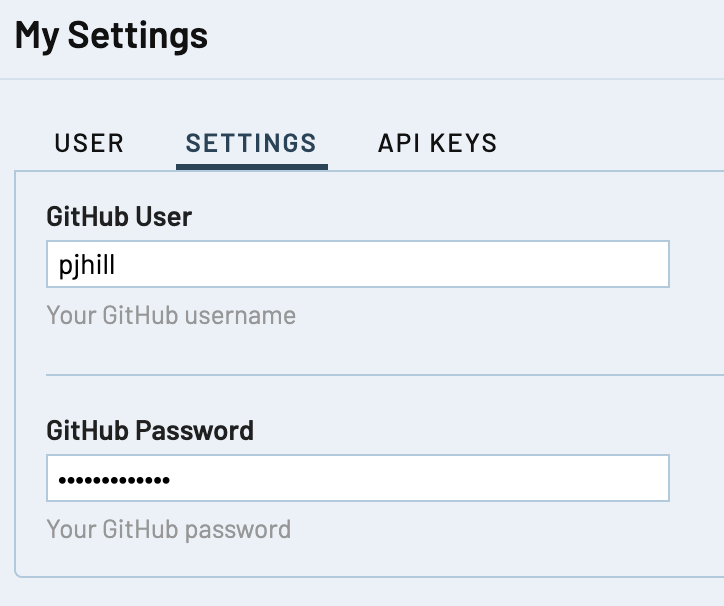 My Settings
USER SETTINGS API KEYS
GitHub User
pjhill
Your GitHub username
GitHub Password
•••••••••••••
Your GitHub password